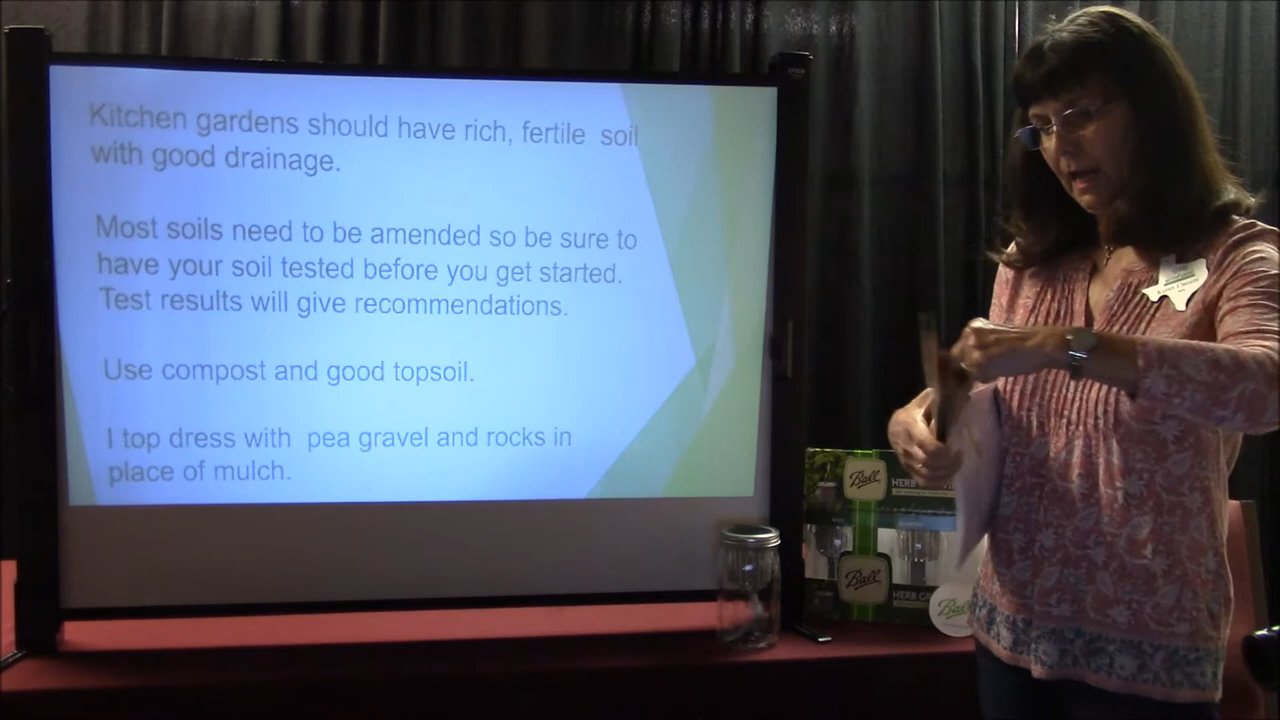 Kitchen gardens should have rich, fertile soil
with good drainage.
Most soils need to be amended so be sure to
have your soil tested before you get started.
Test results will give recommendations.
Use compost and good topsoil.
I top dress with pea gravel and rocks in
place of mulch.
EPSON
Ball
HERB
Ball
HERB
Ball